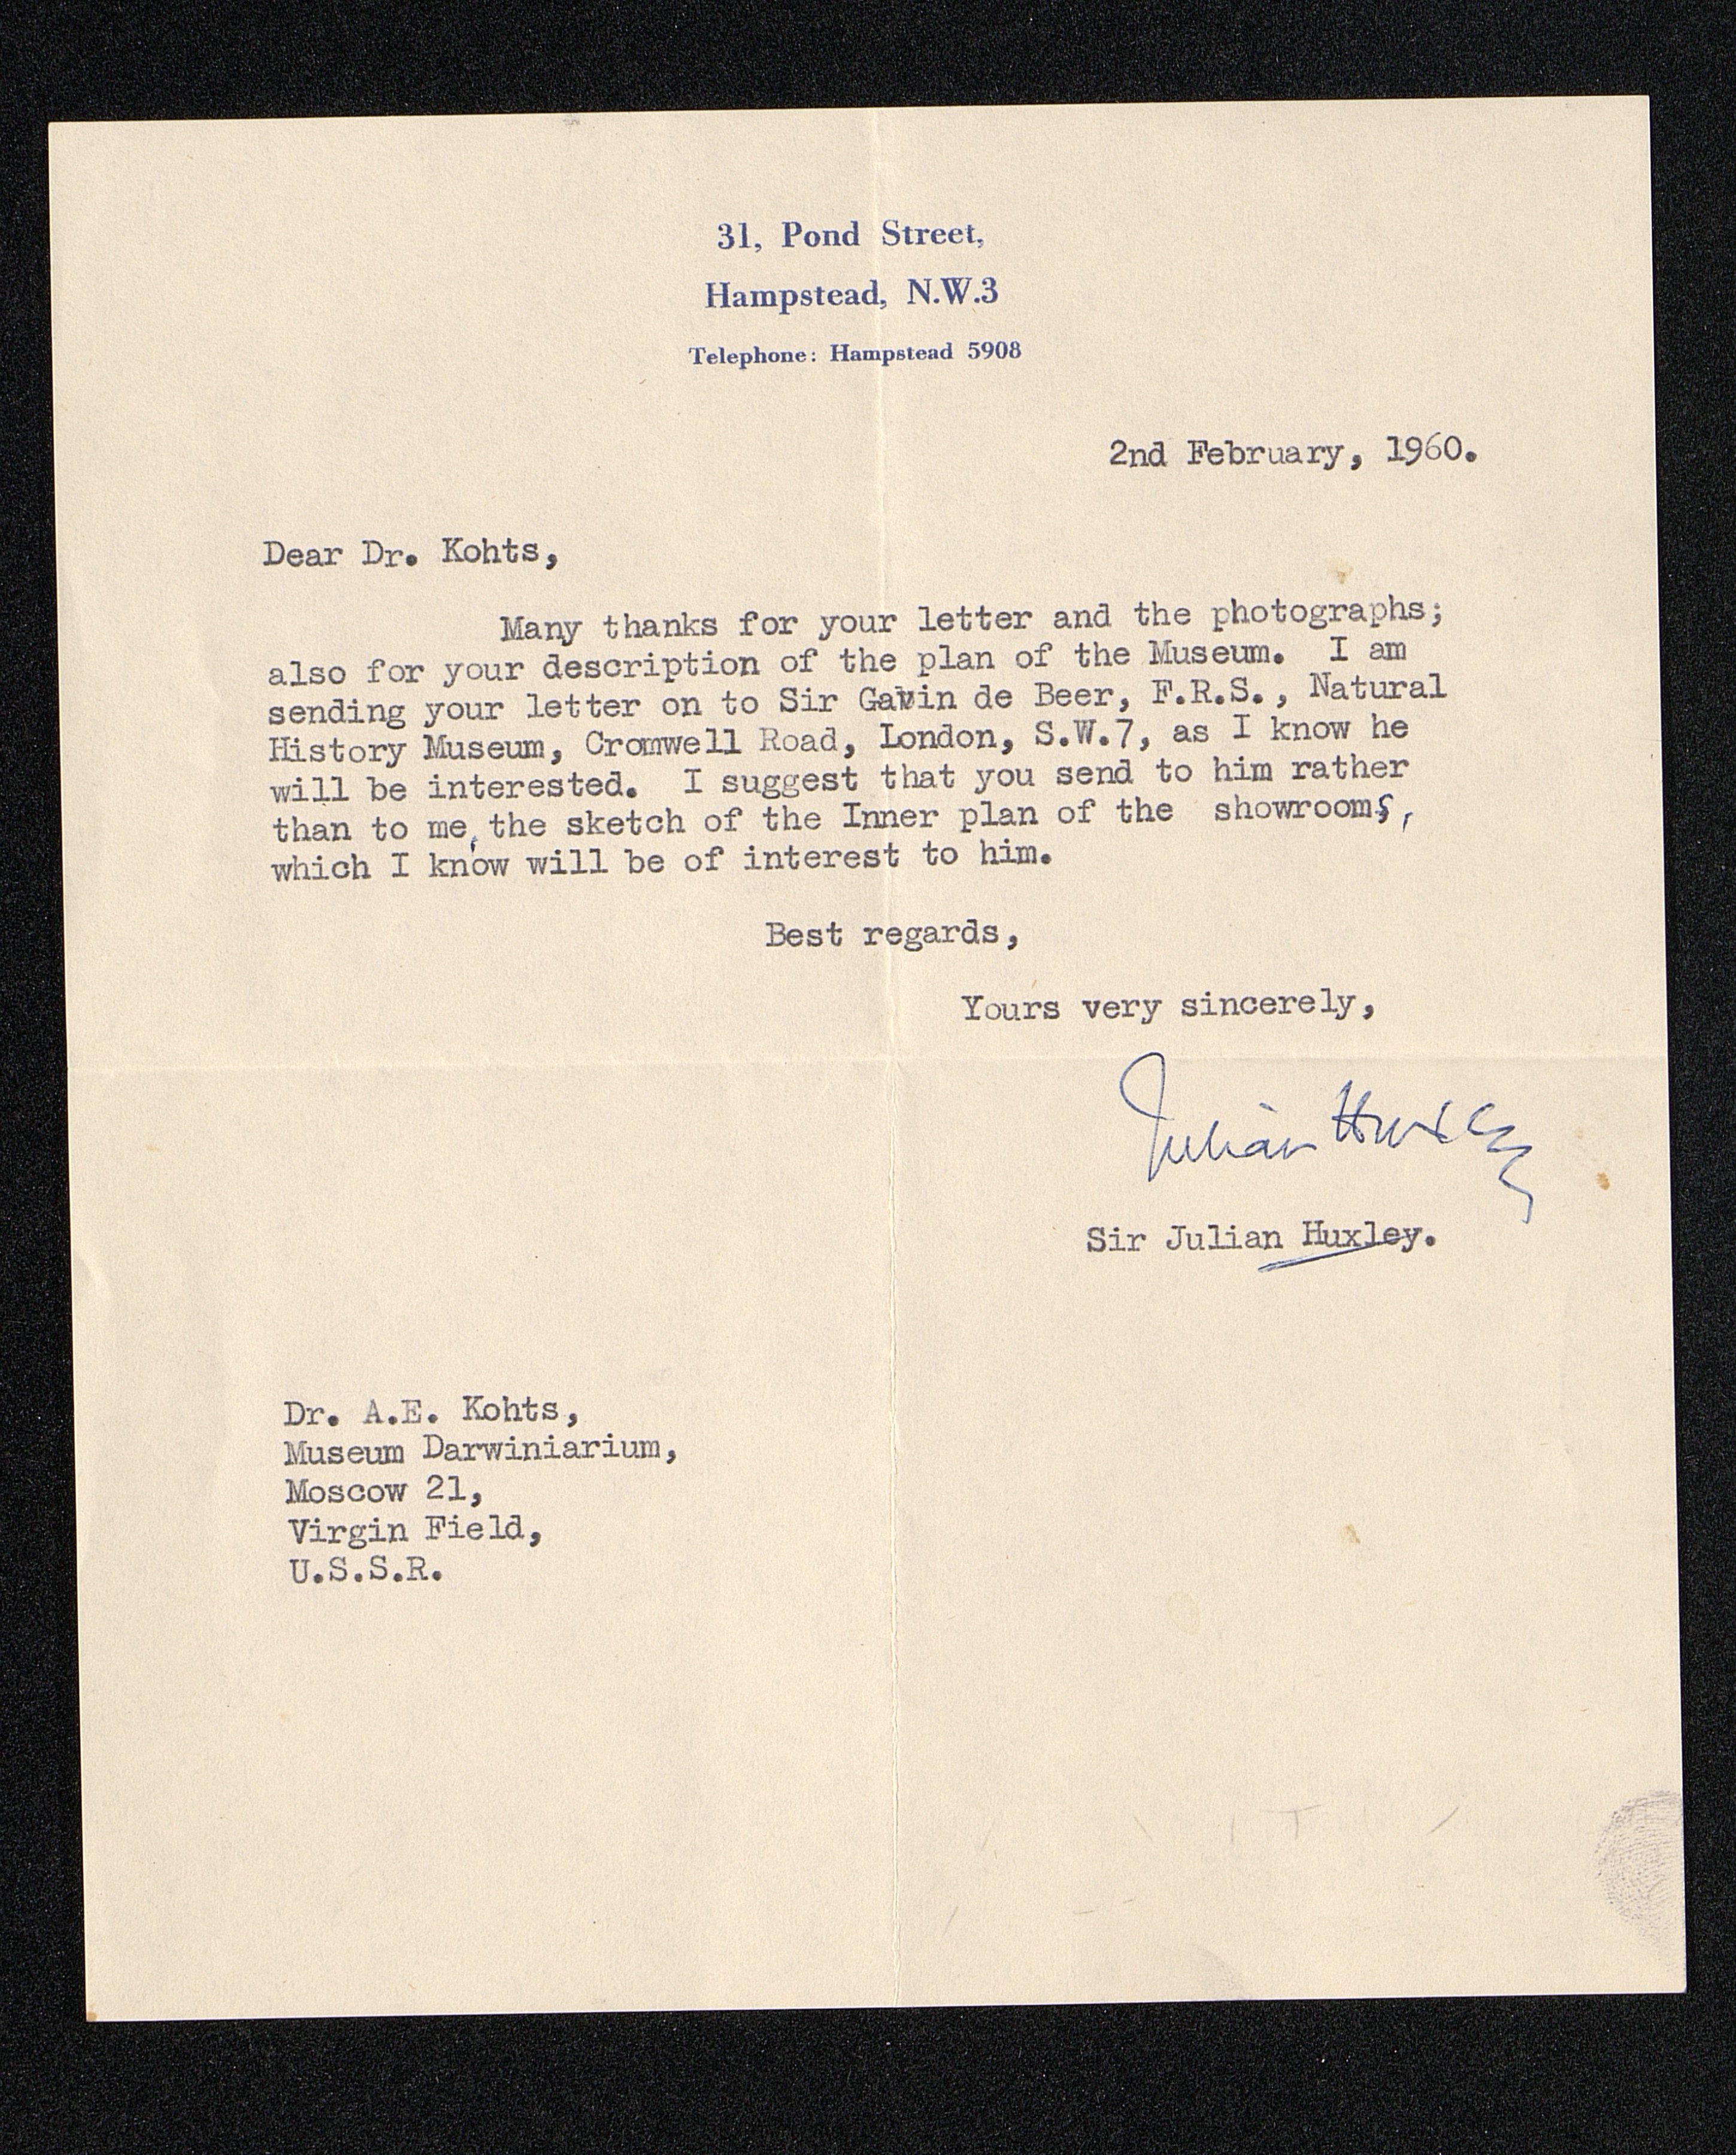 31, Pond Street,
Hampstead, N.W.3
Telephone: Hampstead 5908
2nd February, 1960.
Dear Dr. Kohts,
Many thanks for your letter and the photographs;
also for your description of the plan of the Museum. I am
sending your letter on to Sir Gavin de Beer, F.R.S., Natural
History Museum, Cromwell Road, London, S.W.7, as I know he
will be interested. I suggest that you send to him rather
than to me, the sketch of the Inner plan of the showrooms,
which I know will be of interest to him.
Best regards,
Yours very sincerely,
Julian Huxley
Sir Julian Huxley.
Dr. A.E. Kohts,
Museum Darwiniarium,
Moscow 21,
Virgin Field,
U.S.S.R.